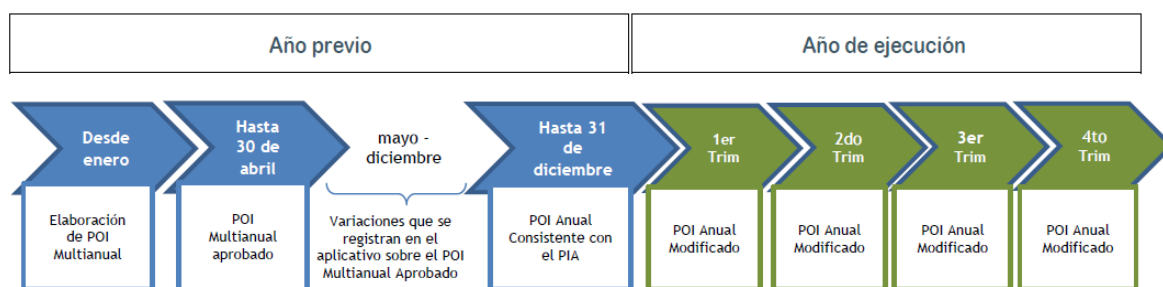 Año previo
Año de ejecución
Desde
enero
Hasta
30 de
abril
mayo -
diciembre
Hasta 31
de
diciembre
1er
Trim
2do
Trim
3er
Trim
4to
Trim
Elaboración
de POI
Multianual
POI
Multianual
aprobado
Variaciones que se
registran en el
aplicativo sobre el POI
Multianual Aprobado
POI Anual
Consistente con
el PIA
POI Anual
Modificado
POI Anual
Modificado
POI Anual
Modificado
POI Anual
Modificado